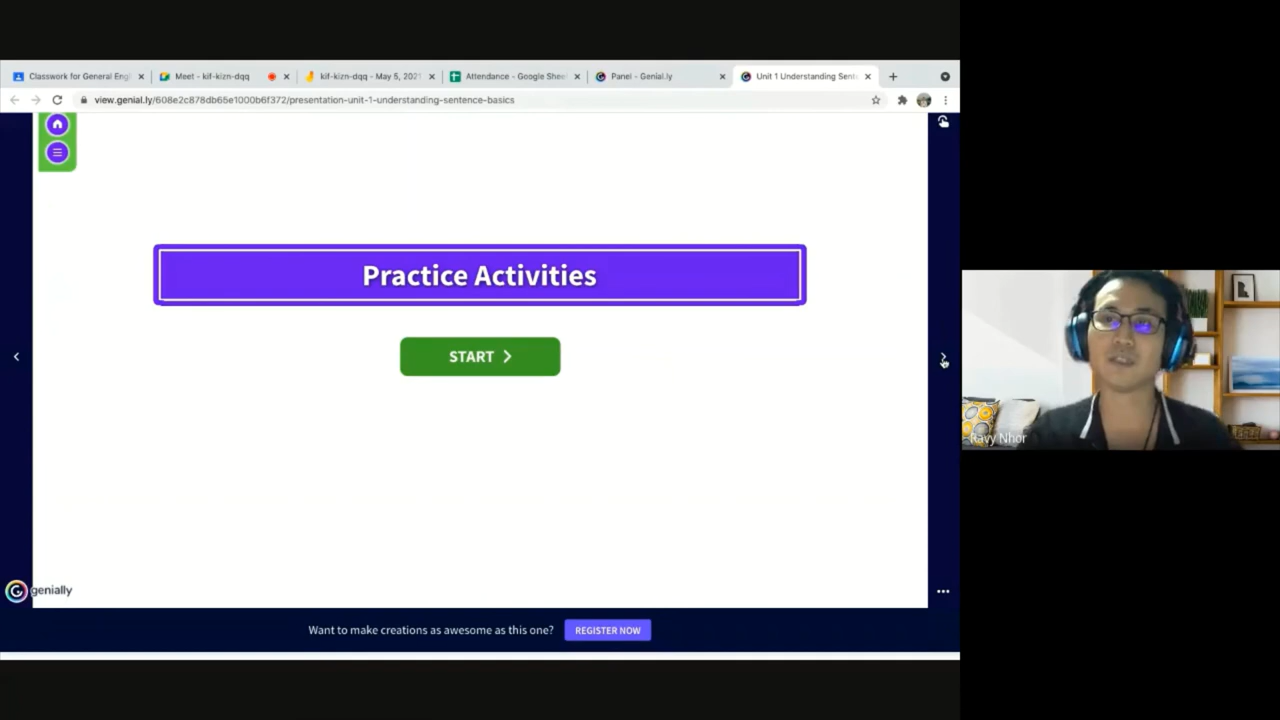 Classwork for General Engl
Meet - kif-kizn-dqq
kif-kizn-dqq - May 5, 2021
Attendance - Google Shee
Panel - Genial.ly
Unit 1 Understanding Sent
view.genial.ly/608e2c878db65e1000b6f372/presentation-unit-1-understanding-sentence-basics
Practice Activities
START
Ravy Nhor
genially
Want to make creations as awesome as this one?
REGISTER NOW